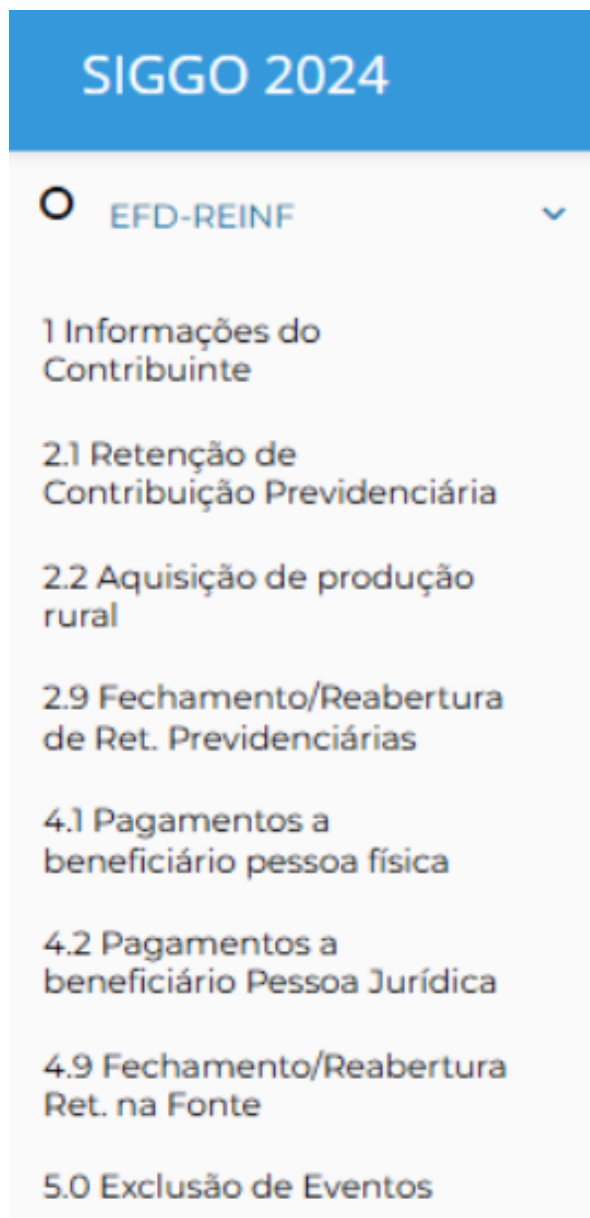 SIGGO 2024
EFD-REINF
1 Informações do
Contribuinte
2.1 Retenção de
Contribuição Previdenciária
2.2 Aquisição de produção
rural
2.9 Fechamento/Reabertura
de Ret. Previdenciárias
4.1 Pagamentos a
beneficiário pessoa física
4.2 Pagamentos a
beneficiário Pessoa Jurídica
4.9 Fechamento/Reabertura
Ret. na Fonte
5.0 Exclusão de Eventos